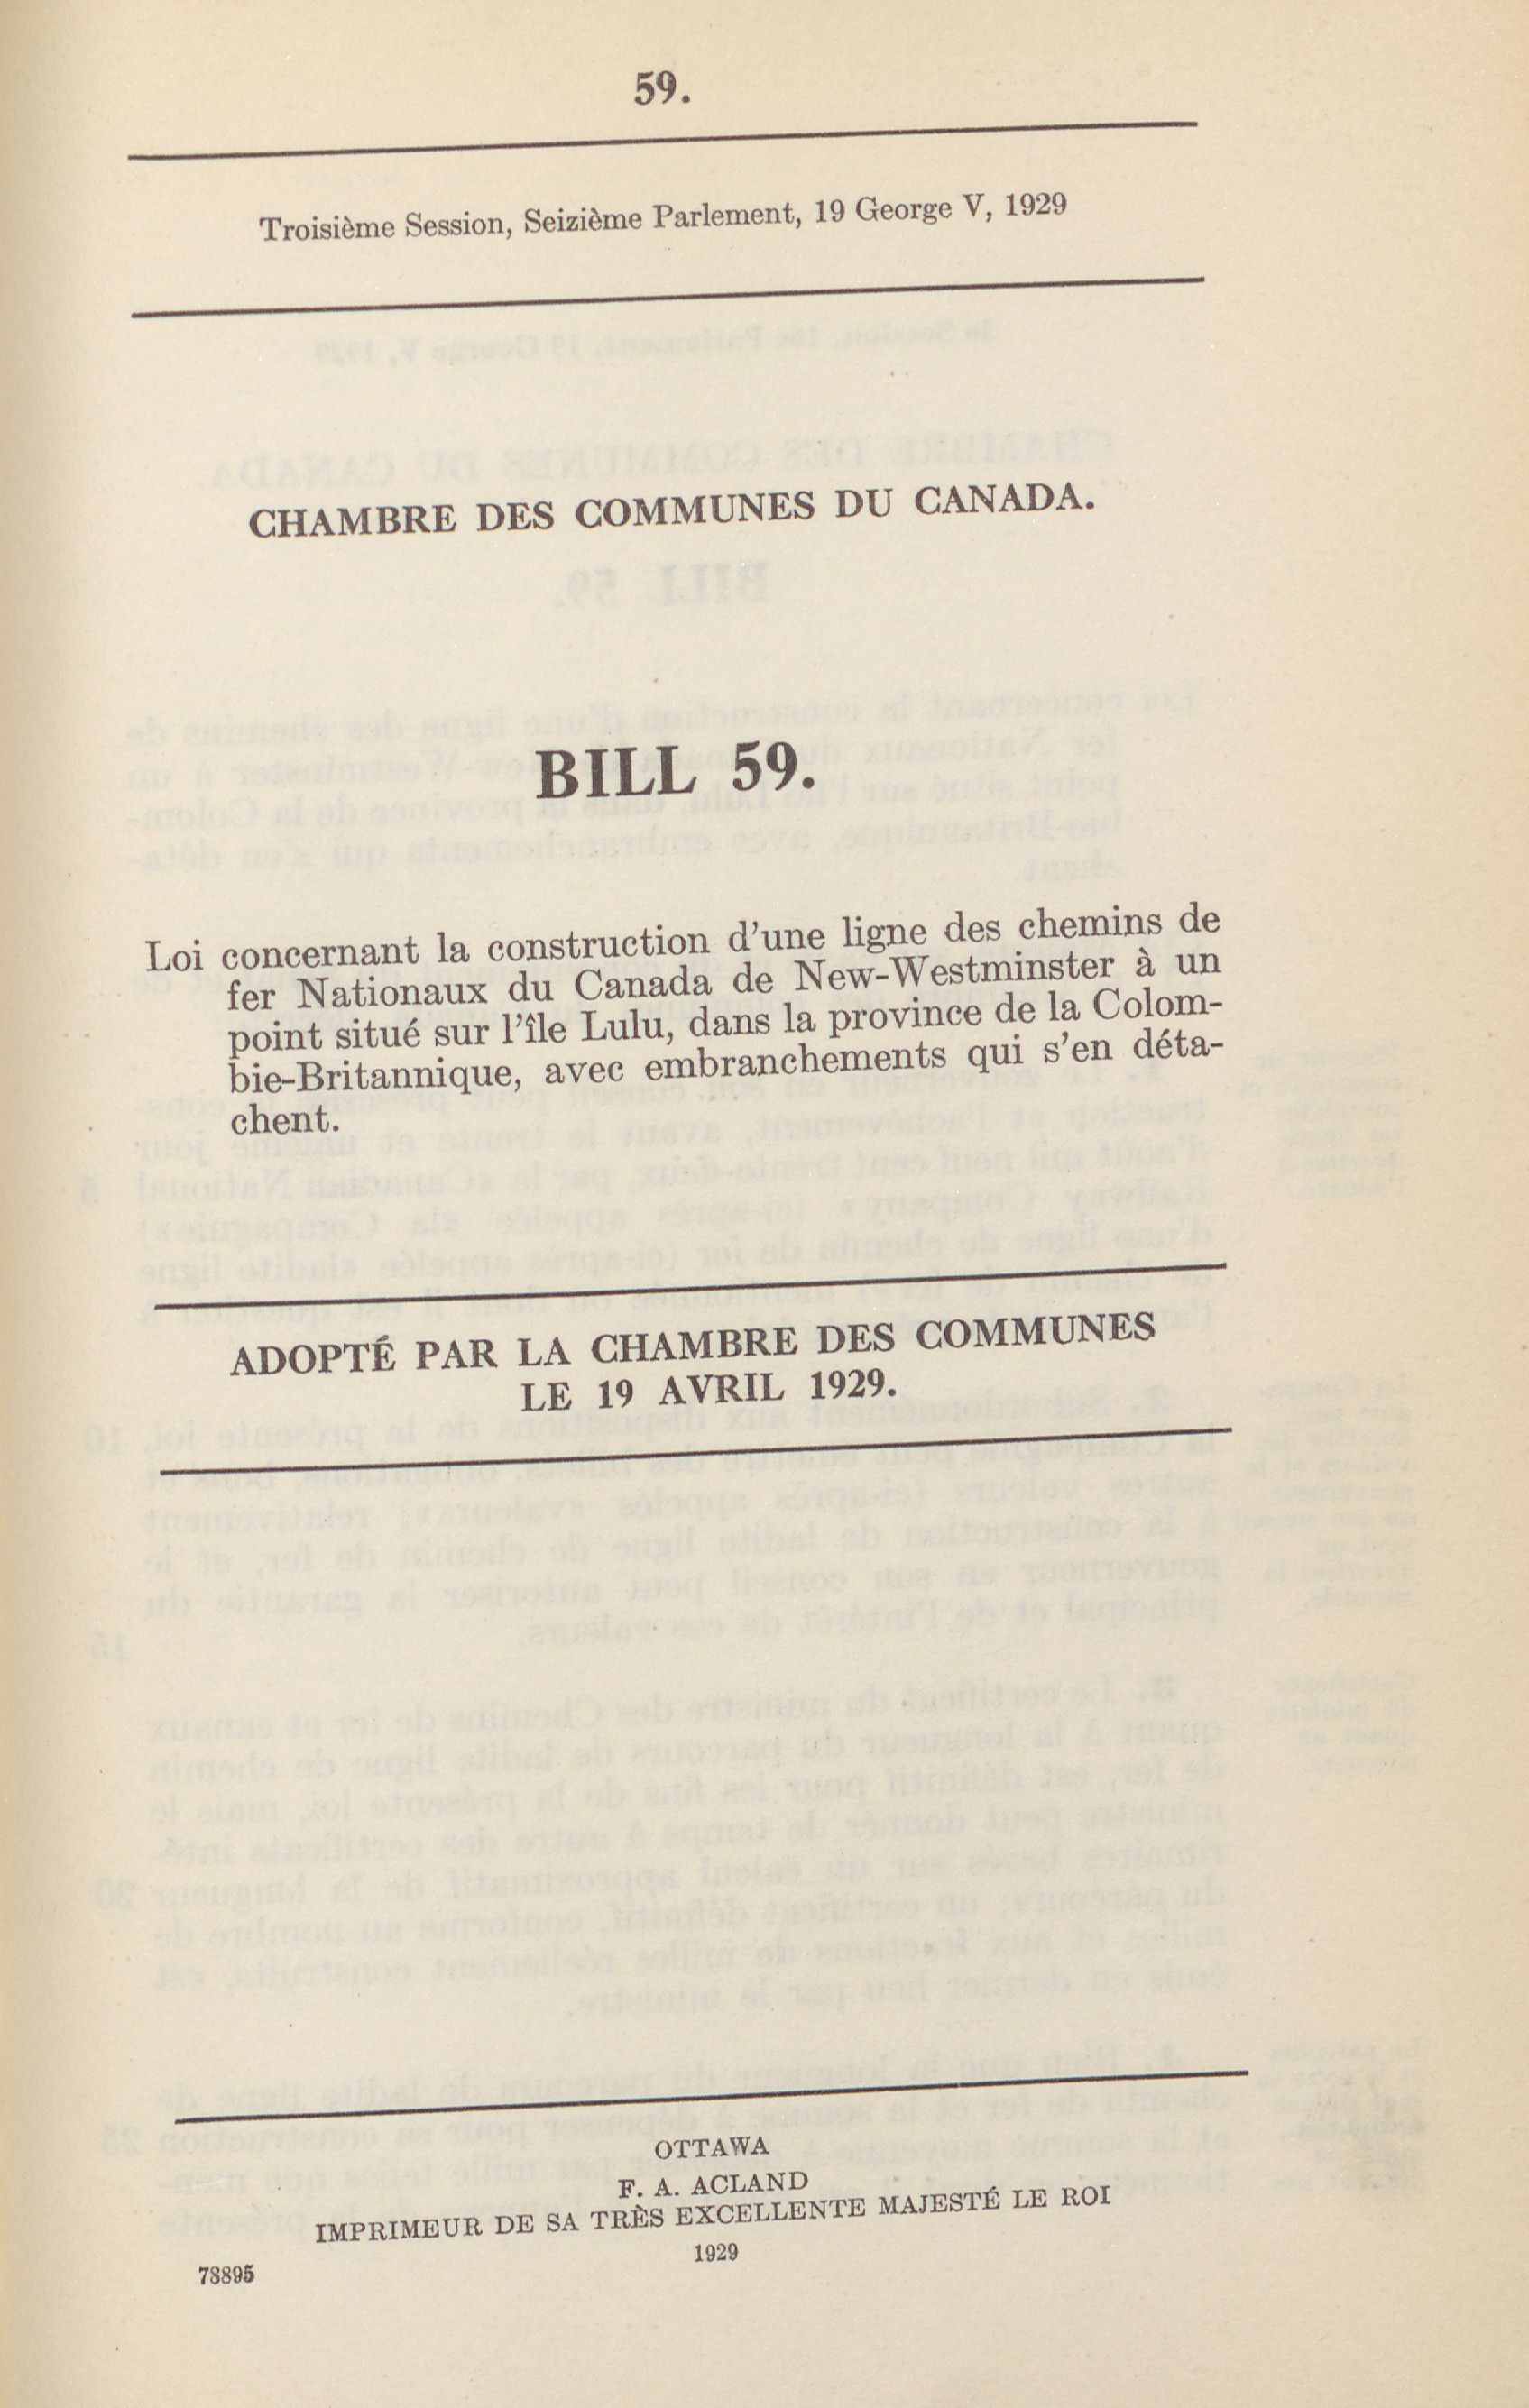 59.
Troisième Session, Seizième Parlement, 19 George V, 1929
CHAMBRE DES COMMUNES DU CANADA.
BILL 59.
Loi concernant la construction d'une ligne des chemins de
fer Nationaux du Canada de New-Westminster à un
point situé sur l'île Lulu, dans la province de la Colom-
bie-Britannique, avec embranchements qui s'en déta-
chent.
ADOPTÉ PAR LA CHAMBRE DES COMMUNES
LE 19 AVRIL 1929.
OTTAWA
F. A. ACLAND
IMPRIMEUR DE SA TRÈS EXCELLENTE MAJESTÉ LE ROI
1929
78895